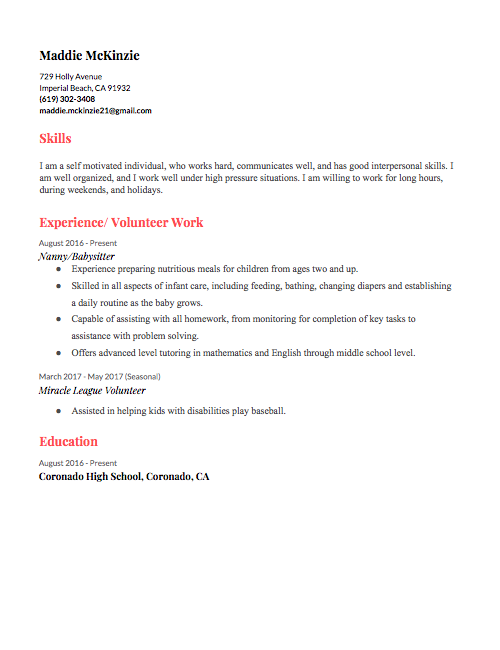 Maddie McKinzie
729 Holly Avenue
Imperial Beach, CA 91932
(619) 302-3408
maddie.mckinzie21@gmail.com
Skills
I am a self motivated individual, who works hard, communicates well, and has good interpersonal skills. I
am well organized, and I work well under high pressure situations. I am willing to work for long hours,
during weekends, and holidays.
Experience/ Volunteer Work
August 2016 - Present
Nanny/Babysitter
● Experience preparing nutritious meals for children from ages two and up.
● Skilled in all aspects of infant care, including feeding, bathing, changing diapers and establishing
a daily routine as the baby grows.
● Capable of assisting with all homework, from monitoring for completion of key tasks to
assistance with problem solving.
● Offers advanced level tutoring in mathematics and English through middle school level.
March 2017 - May 2017 (Seasonal)
Miracle League Volunteer
● Assisted in helping kids with disabilities play baseball.
Education
August 2016 - Present
Coronado High School, Coronado, CA